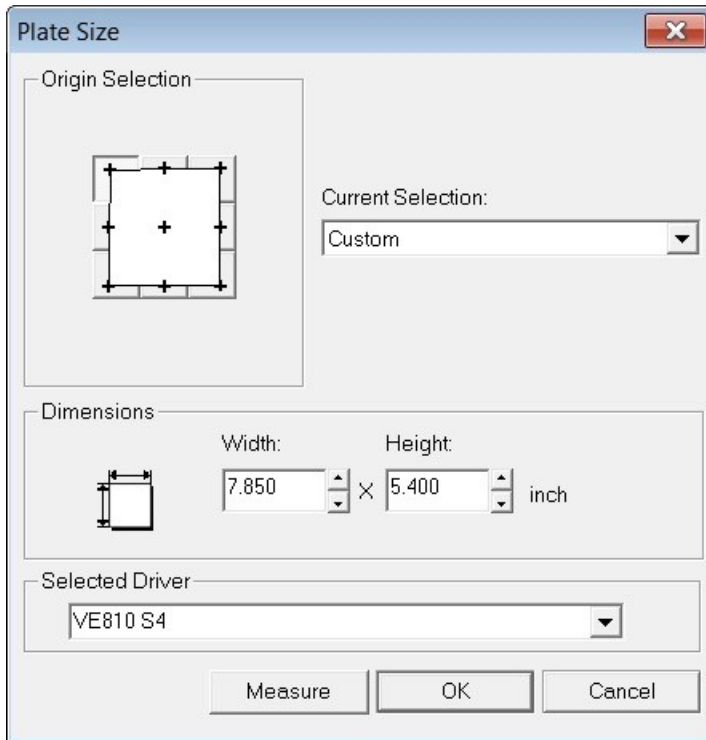 Plate Size
Origin Selection
Current Selection:
Custom
Dimensions
Width: Height:
7.850 X 5.400 inch
Selected Driver
VE810 S4
Measure OK Cancel